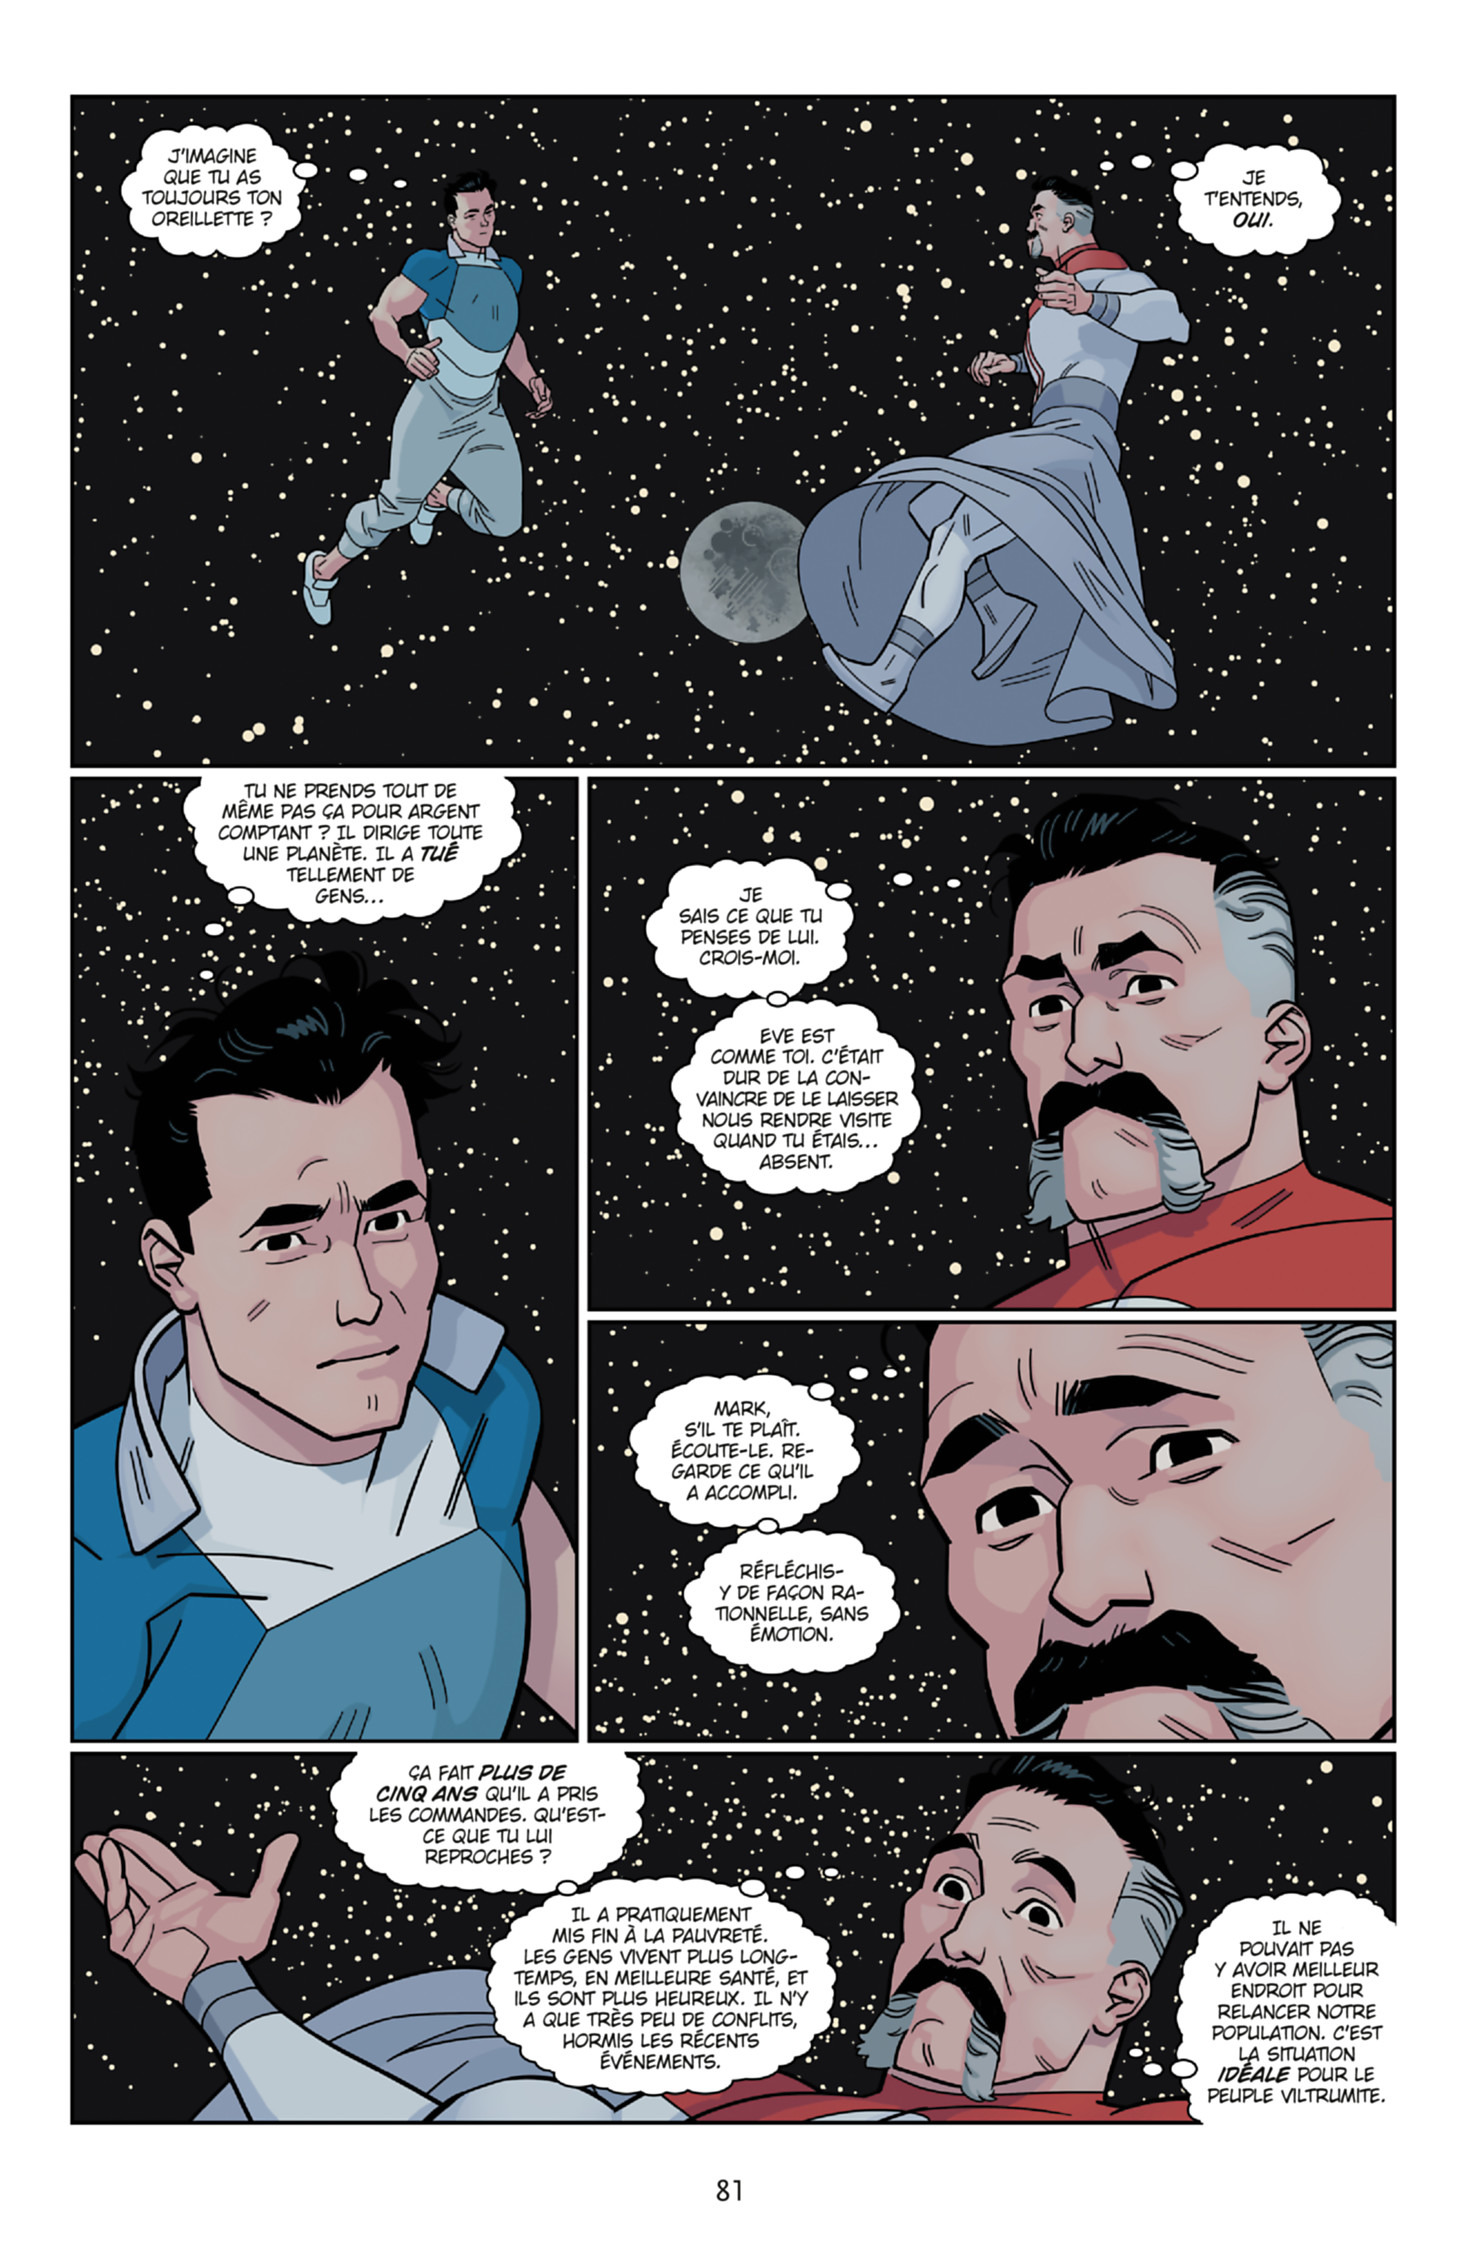 J'IMAGINE
QUE TU AS
TOUJOURS TON
OREILLETTE ?
JE
T'ENTENDS,
OUI.
TU NE PRENDS TOUT DE
MÊME PAS ÇA POUR ARGENT
COMPTANT ? IL DIRIGE TOUTE
UNE PLANÈTE. IL A TUÉ
TELLEMENT DE
GENS...
JE
SAIS CE QUE TU
PENSES DE LUI.
CROIS-MOI.
EVE EST
COMME TOI. C'ÉTAIT
DUR DE LA CON-
VAINCRE DE LE LAISSER
NOUS RENDRE VISITE
QUAND TU ÉTAIS...
ABSENT.
MARK,
S'IL TE PLAÎT.
ÉCOUTE-LE. RE-
GARDE CE QU'IL
A ACCOMPLI.
RÉFLÉCHIS-
Y DE FAÇON RA-
TIONNELLE, SANS
ÉMOTION.
ÇA FAIT PLUS DE
CINQ ANS QU'IL A PRIS
LES COMMANDES. QU'EST-
CE QUE TU LUI
REPROCHES ?
IL A PRATIQUEMENT
MIS FIN À LA PAUVRETÉ.
LES GENS VIVENT PLUS LONG-
TEMPS, EN MEILLEURE SANTÉ, ET
ILS SONT PLUS HEUREUX. IL N'Y
A QUE TRÈS PEU DE CONFLITS,
HORMIS LES RÉCENTS
ÉVÉNEMENTS.
IL NE
POUVAIT PAS
Y AVOIR MEILLEUR
ENDROIT POUR
RELANCER NOTRE
POPULATION. C'EST
LA SITUATION
IDÉALE POUR LE
PEUPLE VILTRUMITE.
81